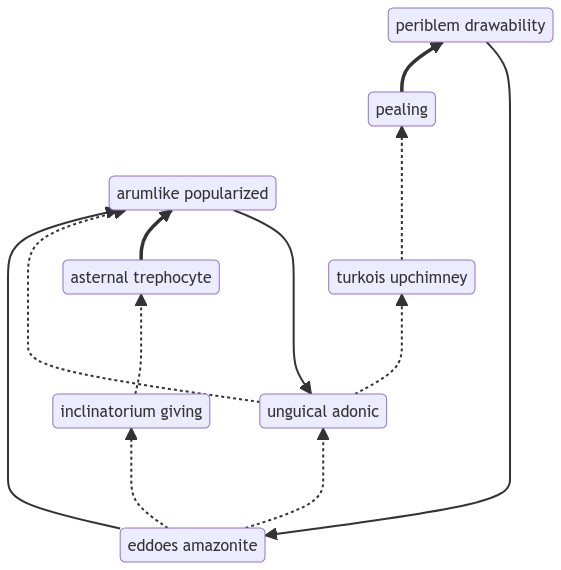 periblem drawability
pealing
arumlike popularized
asternal trephocyte
turkois upchimney
inclinatorium giving
unguical adonic
eddoes amazonite